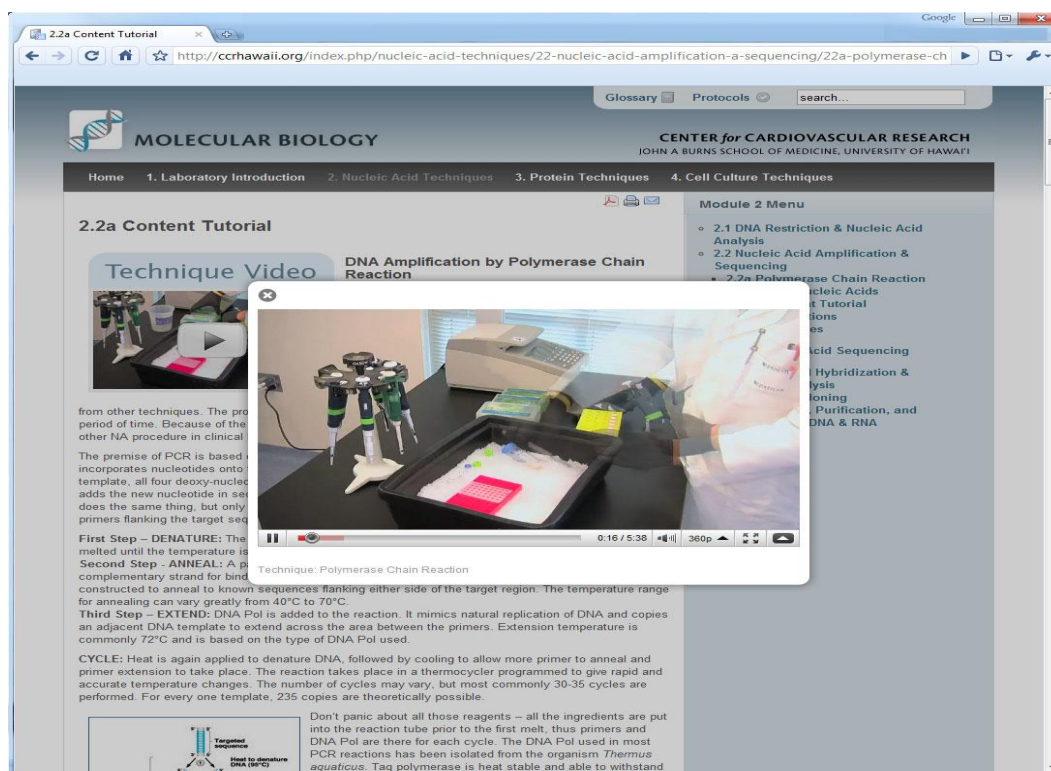 Google
2.2a Content Tutorial
http://ccrhawaii.org/index.php/nucleic-acid-techniques/22-nucleic-acid-amplification-a-sequencing/22a-polymerase-ch
Glossary Protocols search...
MOLECULAR BIOLOGY
CENTER for CARDIOVASCULAR RESEARCH
JOHN A BURNS SCHOOL OF MEDICINE, UNIVERSITY OF HAWAI'I
Home 1. Laboratory Introduction 2. Nucleic Acid Techniques 3. Protein Techniques 4. Cell Culture Techniques
2.2a Content Tutorial
Technique Video
DNA Amplification by Polymerase Chain
Reaction
from other techniques. The pro
period of time. Because of the
other NA procedure in clinical
The premise of PCR is based
incorporates nucleotides onto
template, all four deoxy-nucleo
adds the new nucleotide in se
does the same thing, but only
primers flanking the target seq
First Step – DENATURE: The
melted until the temperature is
Second Step - ANNEAL: A pa
complementary strand for bind
constructed to anneal to known sequences flanking either side of the target region. The temperature range
for annealing can vary greatly from 40°C to 70°C.
Third Step – EXTEND: DNA Pol is added to the reaction. It mimics natural replication of DNA and copies
an adjacent DNA template to extend across the area between the primers. Extension temperature is
commonly 72°C and is based on the type of DNA Pol used.
CYCLE: Heat is again applied to denature DNA, followed by cooling to allow more primer to anneal and
primer extension to take place. The reaction takes place in a thermocycler programmed to give rapid and
accurate temperature changes. The number of cycles may vary, but most commonly 30-35 cycles are
performed. For every one template, 235 copies are theoretically possible.
Targeted
sequence
Heat to denature
DNA (95°C)
Don't panic about all those reagents – all the ingredients are put
into the reaction tube prior to the first melt, thus primers and
DNA Pol are there for each cycle. The DNA Pol used in most
PCR reactions has been isolated from the organism Thermus
aquaticus. Taq polymerase is heat stable and able to withstand
0:16 / 5:38 360p
Technique: Polymerase Chain Reaction
Module 2 Menu
2.1 DNA Restriction & Nucleic Acid
Analysis
2.2 Nucleic Acid Amplification &
Sequencing
2.2a Polymerase Chain Reaction
cleic Acids
t Tutorial
tions
es
Acid Sequencing
Hybridization &
lysis
loning
Purification, and
DNA & RNA